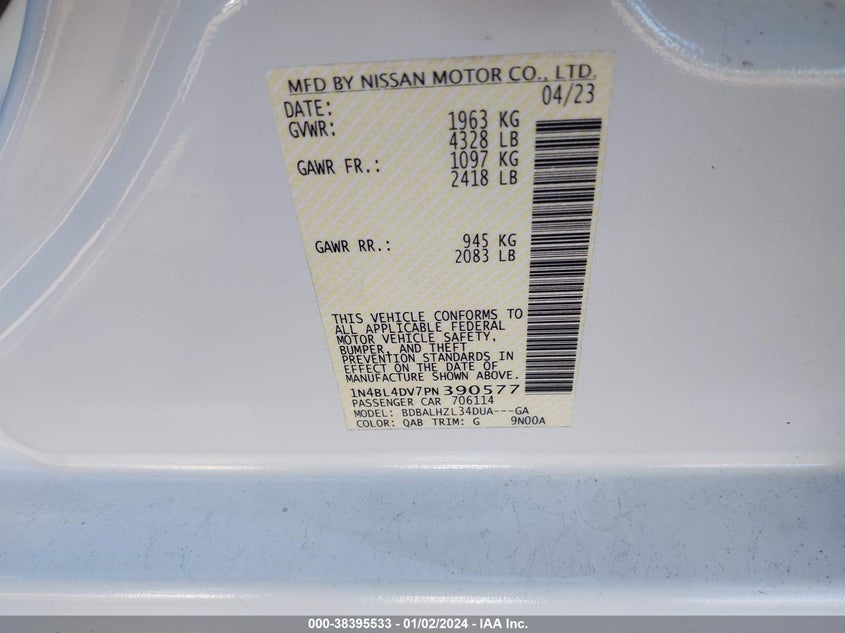 MFD BY NISSAN MOTOR CO., LTD.
DATE: 04/23
GVWR: 1963 KG
4328 LB
GAWR FR.: 1097 KG
2418 LB
GAWR RR.: 945 KG
2083 LB
THIS VEHICLE CONFORMS TO
ALL APPLICABLE FEDERAL
MOTOR VEHICLE SAFETY,
BUMPER, AND THEFT
PREVENTION STANDARDS IN
EFFECT ON THE DATE OF
MANUFACTURE SHOWN ABOVE.
1N4BL4DV7PN390577
PASSENGER CAR 706114
MODEL: BDBALHZL34DUA---GA
COLOR: QAB TRIM: G 9N00A
000-38395533 - 01/02/2024 - IAA Inc.